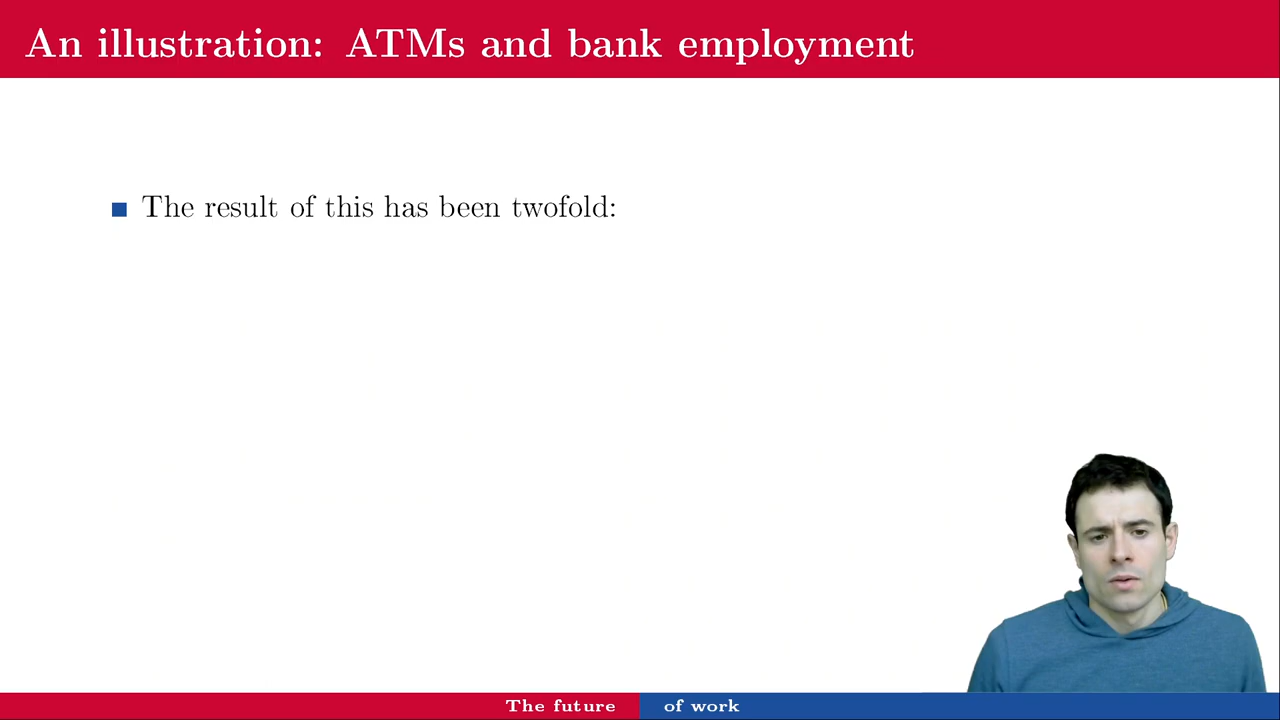 An illustration: ATMs and bank employment
The result of this has been twofold:
The future of work